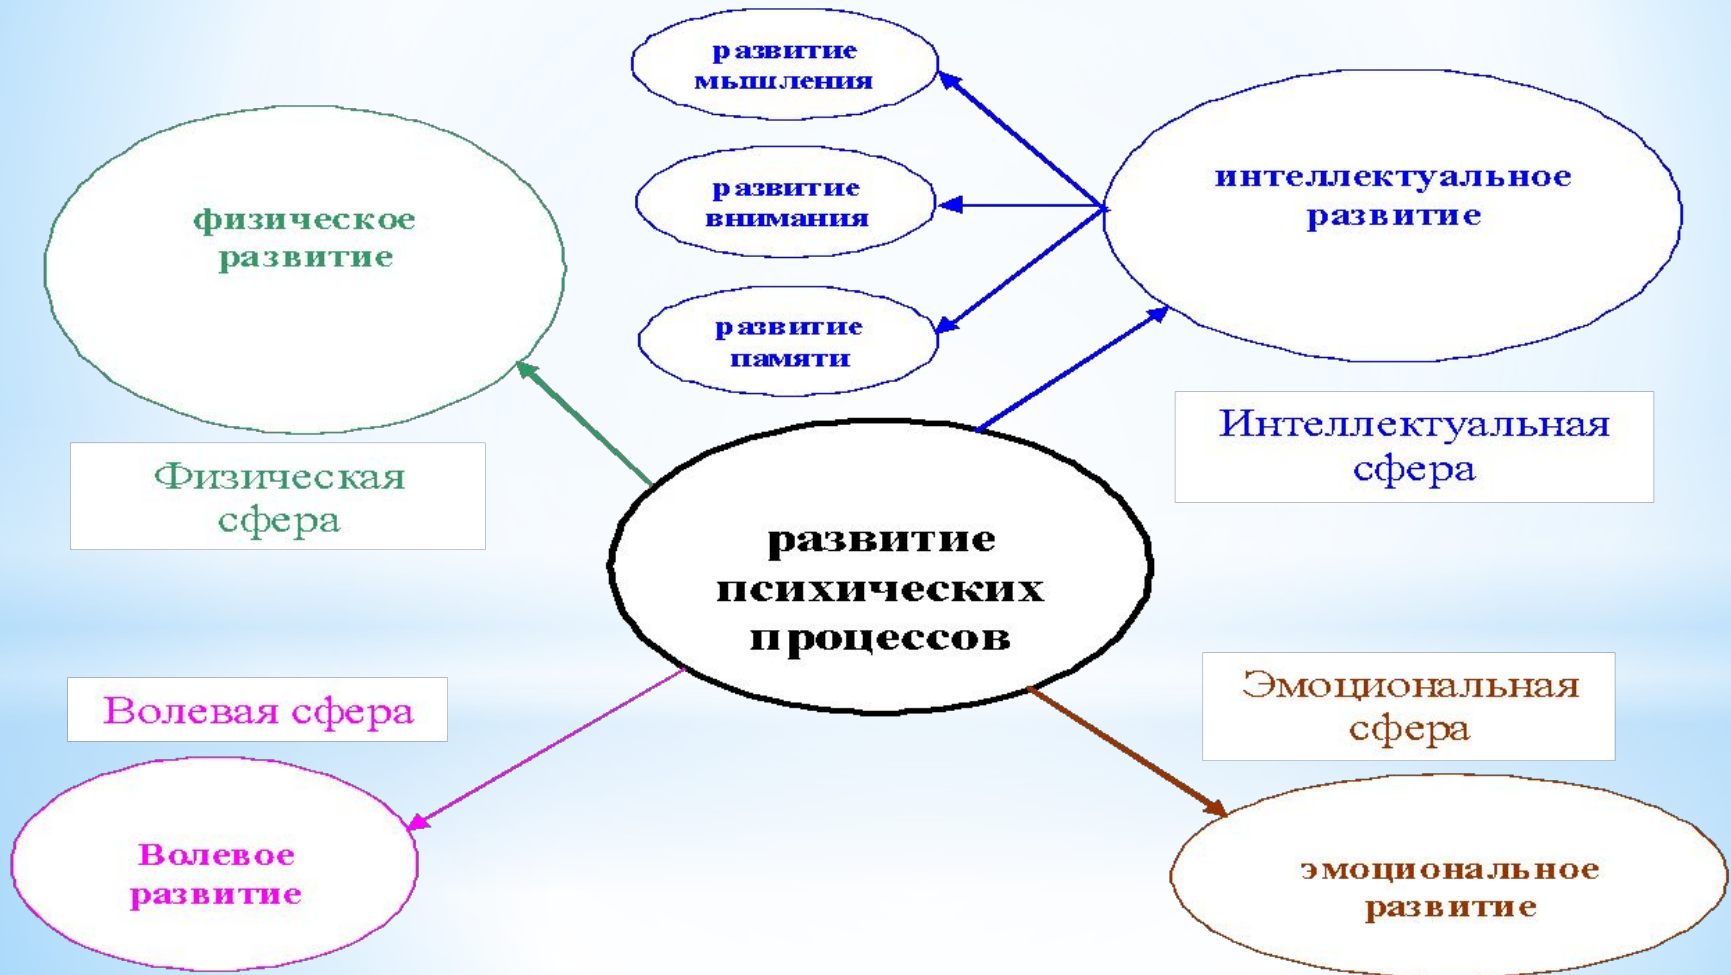 развитие
мышления
развитие
внимания
развитие
памяти
интеллектуальное
развитие
Интеллектуальная
сфера
физическое
развитие
Физическая
сфера
развитие
психических
процессов
Волевая сфера
Волевое
развитие
Эмоциональная
сфера
эмоциональное
развитие